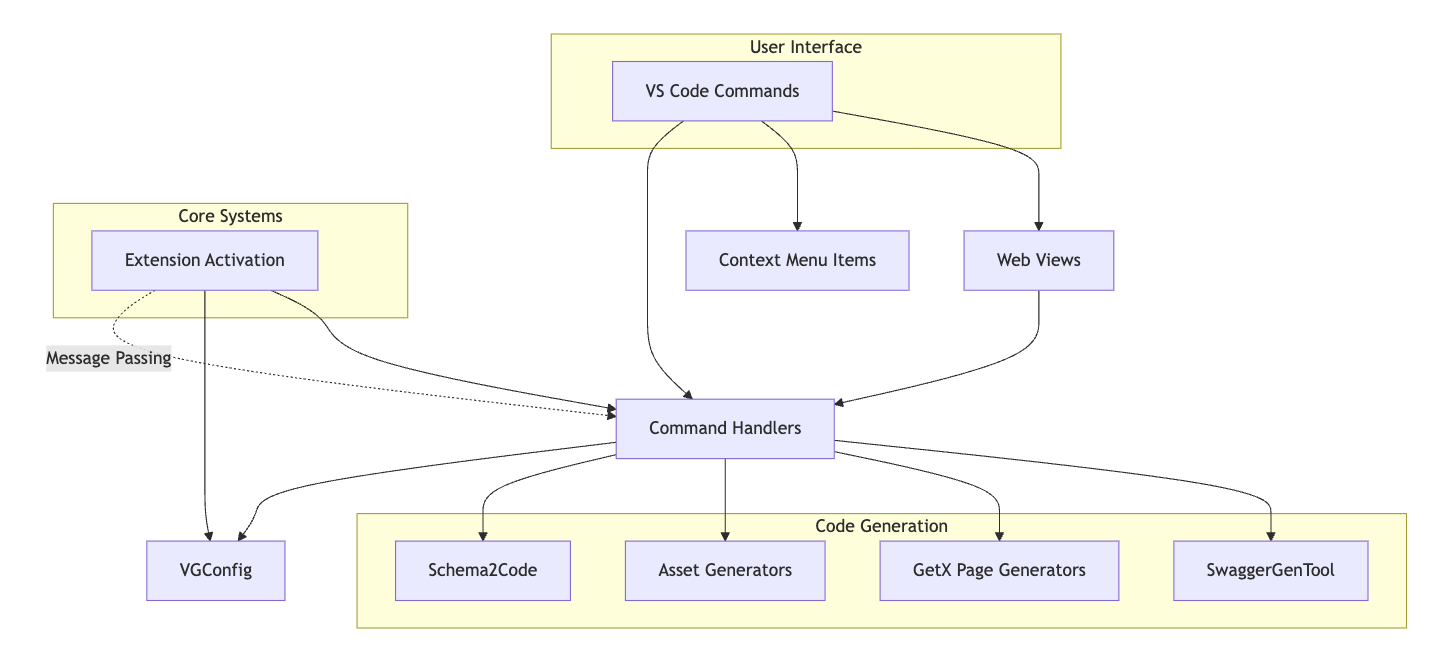 User Interface
VS Code Commands
Core Systems
Extension Activation
Context Menu Items
Web Views
Message Passing
Command Handlers
Code Generation
VGConfig
Schema2Code
Asset Generators
GetX Page Generators
SwaggerGenTool